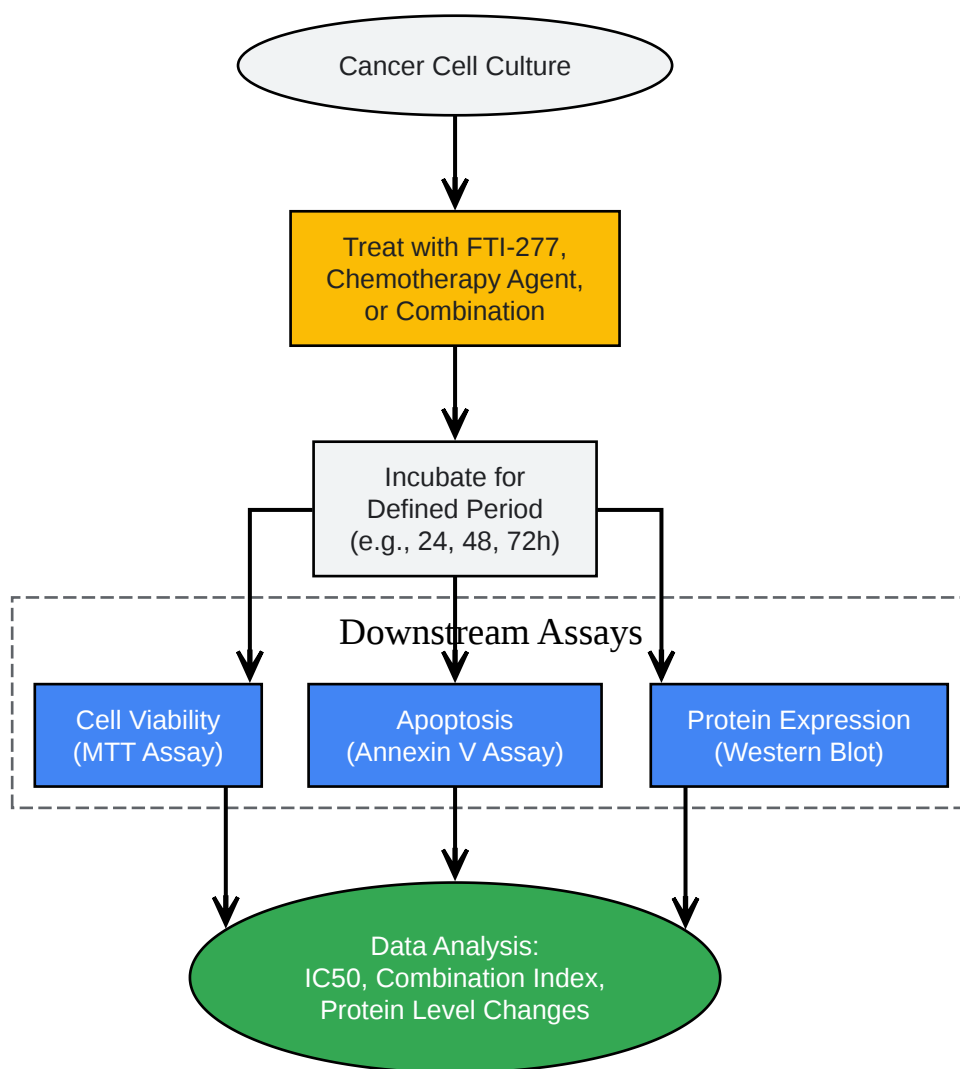 Cancer Cell Culture
Treat with FTI-277,
Chemotherapy Agent,
or Combination
Incubate for
Defined Period
(e.g., 24, 48, 72h)
Downstream Assays
Cell Viability
(MTT Assay)
Apoptosis
(Annexin V Assay)
Protein Expression
(Western Blot)
Data Analysis:
IC50, Combination Index,
Protein Level Changes